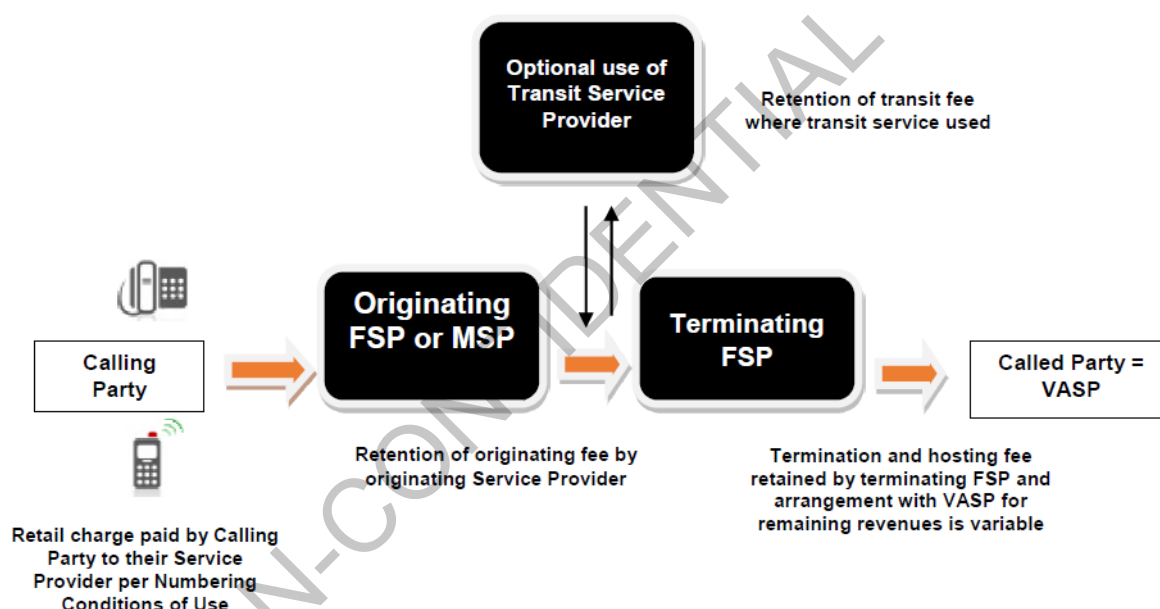 Optional use of
Transit Service
Provider
Retention of transit fee
where transit service used
Originating
FSP or MSP
Terminating
FSP
Calling
Party
Called Party =
VASP
Retention of originating fee by
originating Service Provider
Termination and hosting fee
retained by terminating FSP and
arrangement with VASP for
remaining revenues is variable
Retail charge paid by Calling
Party to their Service
Provider per Numbering
Conditions of Use
N-CONFIDENTIAL